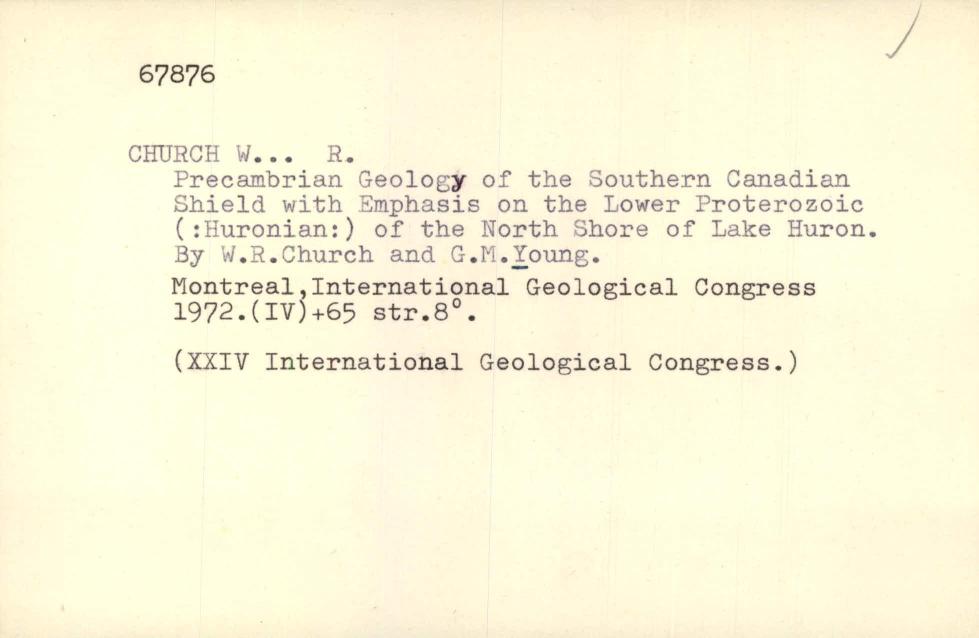 67876
CHURCH W... R.
Precambrian Geology of the Southern Canadian
Shield with Emphasis on the Lower Proterozoic
(:Huronian:) of the North Shore of Lake Huron.
By W.R.Church and G.M.Young.
Montreal,International Geological Congress
1972.(IV)+65 str.8°.
(XXIV International Geological Congress.)